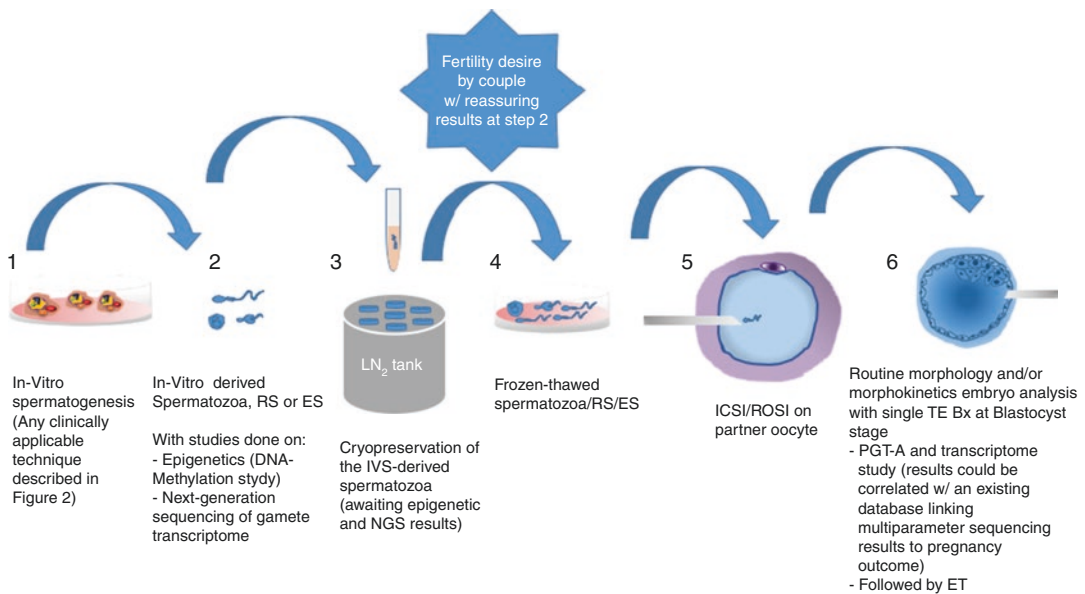 Fertility desire
by couple
w/ reassuring
results at step 2
1
In-Vitro
spermatogenesis
(Any clinically
applicable
technique
described in
Figure 2)
2
In-Vitro derived
Spermatozoa, RS or ES
With studies done on:
- Epigenetics (DNA-
Methylation stydy)
- Next-generation
sequencing of gamete
transcriptome
3
LN2 tank
Cryopreservation of
the IVS-derived
spermatozoa
(awaiting epigenetic
and NGS results)
4
Frozen-thawed
spermatozoa/RS/ES
5
ICSI/ROSI on
partner oocyte
6
Routine morphology and/or
morphokinetics embryo analysis
with single TE Bx at Blastocyst
stage
- PGT-A and transcriptome
study (results could be
correlated w/ an existing
database linking
multiparameter sequencing
results to pregnancy
outcome)
- Followed by ET